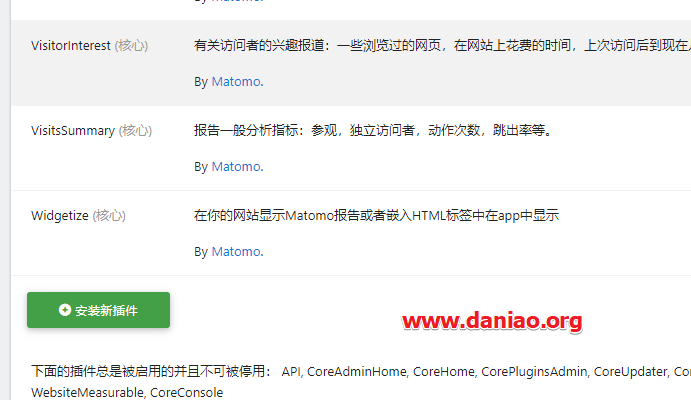 By Matomo.
VisitorInterest (核心)
有关访问者的兴趣报道：一些浏览过的网页，在网站上花费的时间，上次访问后到现在
By Matomo.
VisitsSummary (核心)
报告一般分析指标：参观，独立访问者，动作次数，跳出率等。
By Matomo.
Widgetize (核心)
在你的网站显示Matomo报告或者嵌入HTML标签中在app中显示
By Matomo.
安装新插件
www.daniao.org
下面的插件总是被启用的并且不可被停用： API, CoreAdminHome, CoreHome, CorePluginsAdmin, CoreUpdater,
WebsiteMeasurable, CoreConsole